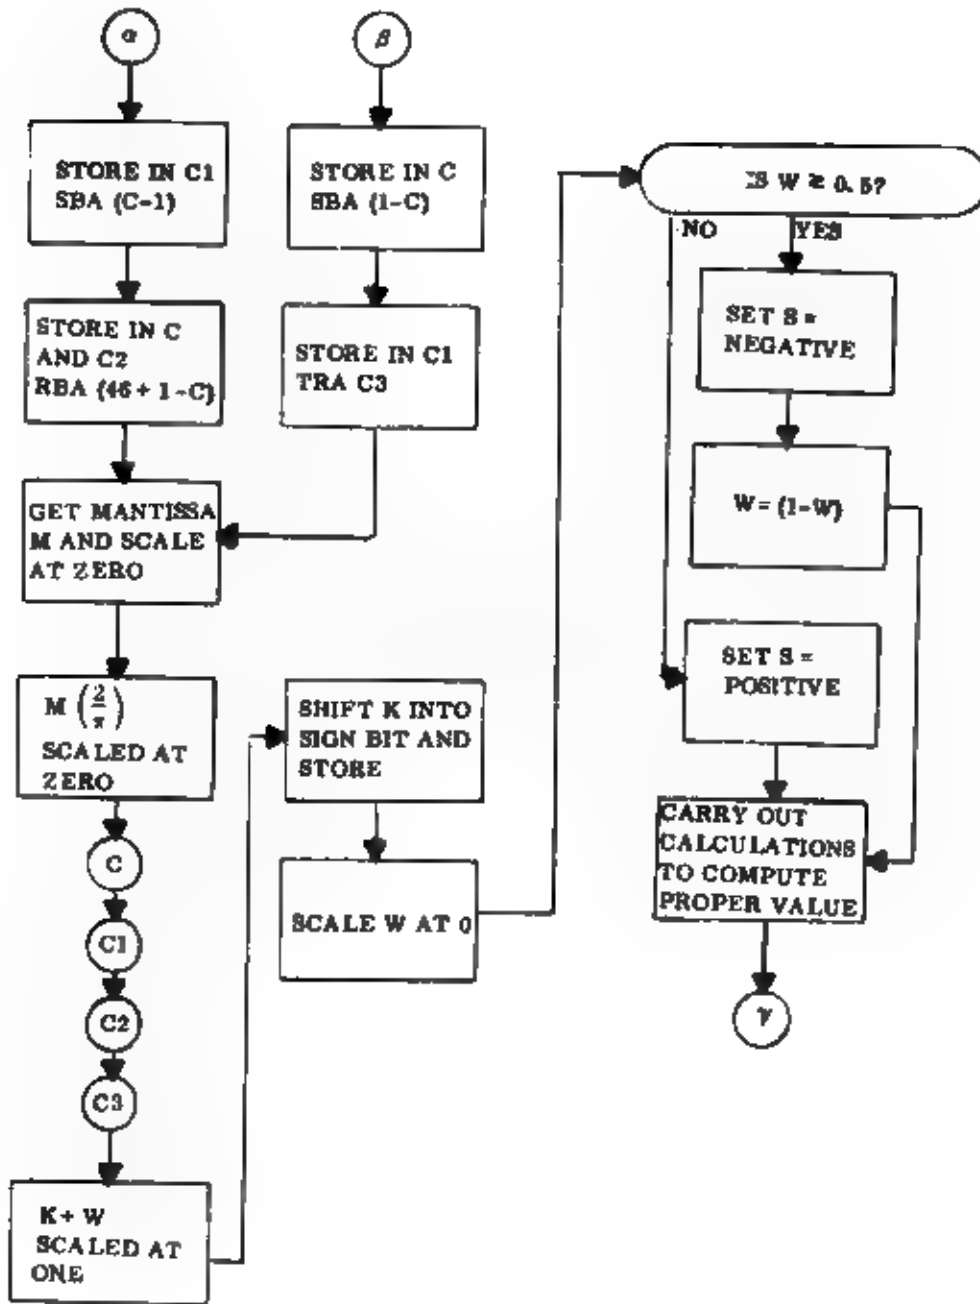 α
STORE IN C1
SBA (C-1)
STORE IN C
AND C2
RBA (46 + 1 - C)
GET MANTISSA
M AND SCALE
AT ZERO
M (2/π)
SCALED AT
ZERO
C
C1
C2
C3
K + W
SCALED AT
ONE
β
STORE IN C
SBA (1-C)
STORE IN C1
TRA C3
SHIFT K INTO
SIGN BIT AND
STORE
SCALE W AT 0
IS W ≥ 0.5?
NO
YES
SET S =
NEGATIVE
W = (1-W)
SET S =
POSITIVE
CARRY OUT
CALCULATIONS
TO COMPUTE
PROPER VALUE
γ